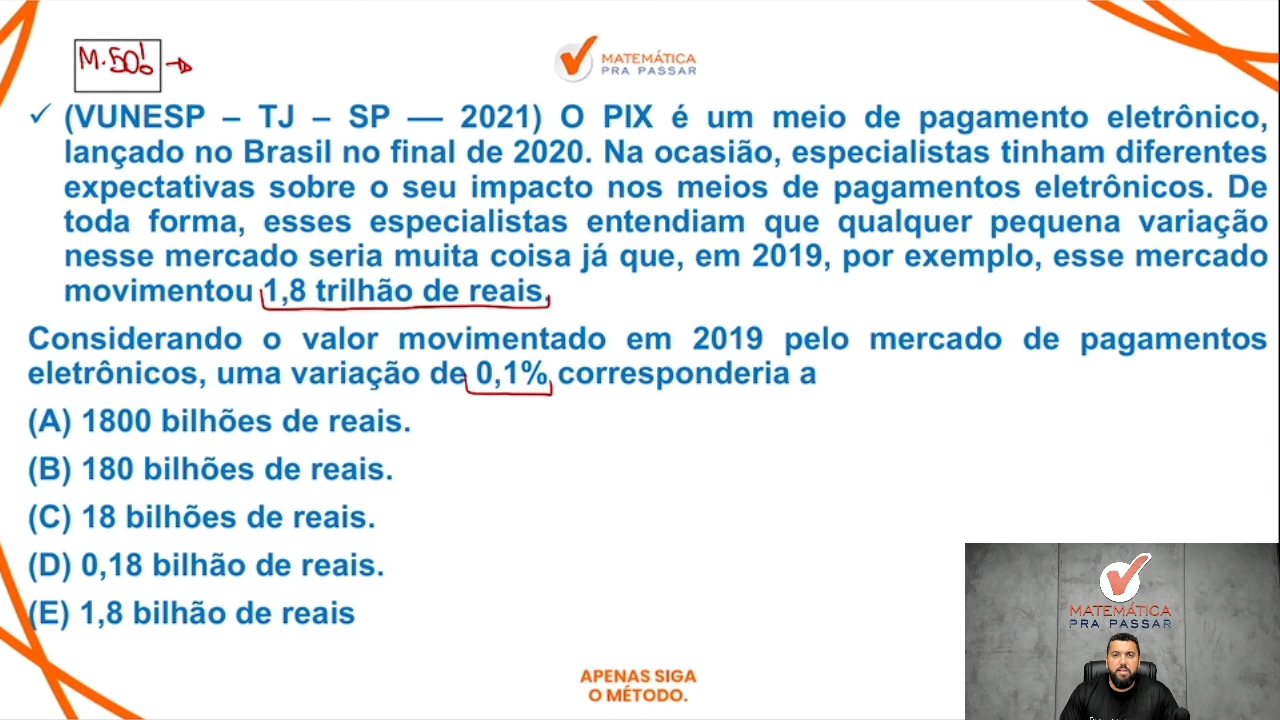 M.50!
MATEMÁTICA
PRA PASSAR
(VUNESP – TJ – SP — 2021) O PIX é um meio de pagamento eletrônico,
lançado no Brasil no final de 2020. Na ocasião, especialistas tinham diferentes
expectativas sobre o seu impacto nos meios de pagamentos eletrônicos. De
toda forma, esses especialistas entendiam que qualquer pequena variação
nesse mercado seria muita coisa já que, em 2019, por exemplo, esse mercado
movimentou 1,8 trilhão de reais.
Considerando o valor movimentado em 2019 pelo mercado de pagamentos
eletrônicos, uma variação de 0,1% corresponderia a
(A) 1800 bilhões de reais.
(B) 180 bilhões de reais.
(C) 18 bilhões de reais.
(D) 0,18 bilhão de reais.
(E) 1,8 bilhão de reais
MATEMÁTICA
PRA PASSAR
APENAS SIGA
O MÉTODO.